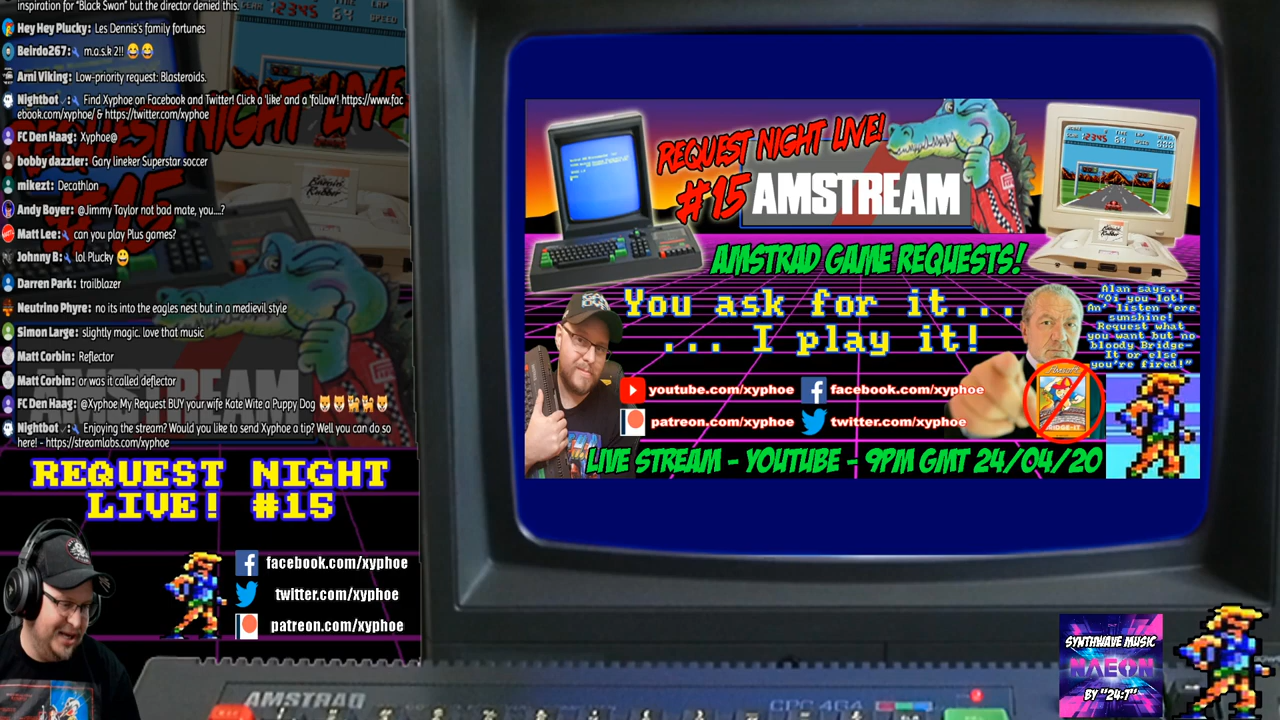 inspiration for "Black Swan" but the director denied this.
Hey Hey Plucky: Les Dennis's family fortunes
Beirdo267: m.a.s.k 2!! 😄 😂
Arni Viking: Low-priority request: Blasteroids.
Nightbot: Find Xyphoe on Facebook and Twitter! Click a 'like' and a 'follow'! https://www.fac
ebook.com/xyphoe/ & https://twitter.com/xyphoe
FC Den Haag: Xyphoe@
bobby dazzler: Gary lineker Superstar soccer
mikezt: Decathlon
Andy Boyer: @Jimmy Taylor not bad mate, you....?
Matt Lee: can you play Plus games?
Johnny B: lol Plucky 😃
Darren Park: trailblazer
Neutrino Phyre: no its into the eagles nest but in a medievil style
Simon Large: slightly magic. love that music
Matt Corbin: Reflector
Matt Corbin: or was it called deflector
FC Den Haag: @Xyphoe My Request BUY your wife Kate Wite a Puppy Dog 🐶 🐶 🐕 🐕 🐶
Nightbot: Enjoying the stream? Would you like to send Xyphoe a tip? Well you can do so
here! - https://streamlabs.com/xyphoe
REQUEST NIGHT
LIVE! #15
facebook.com/xyphoe
twitter.com/xyphoe
patreon.com/xyphoe
REQUEST NIGHT LIVE!
#15 AMSTREAM
AMSTRAD GAME REQUESTS!
You ask for it...
... I play it!
Alan says..
"Oi you lot!
An' listen 'ere
sunshine!
Request what
you want but no
bloody Bridge-
It or else
you're fired!"
youtube.com/xyphoe
facebook.com/xyphoe
patreon.com/xyphoe
twitter.com/xyphoe
LIVE STREAM - YOUTUBE - 9PM GMT 24/04/20
SYNTHWAVE MUSIC
NAEON
BY "24:7"
AMSTRAD
CPC 464